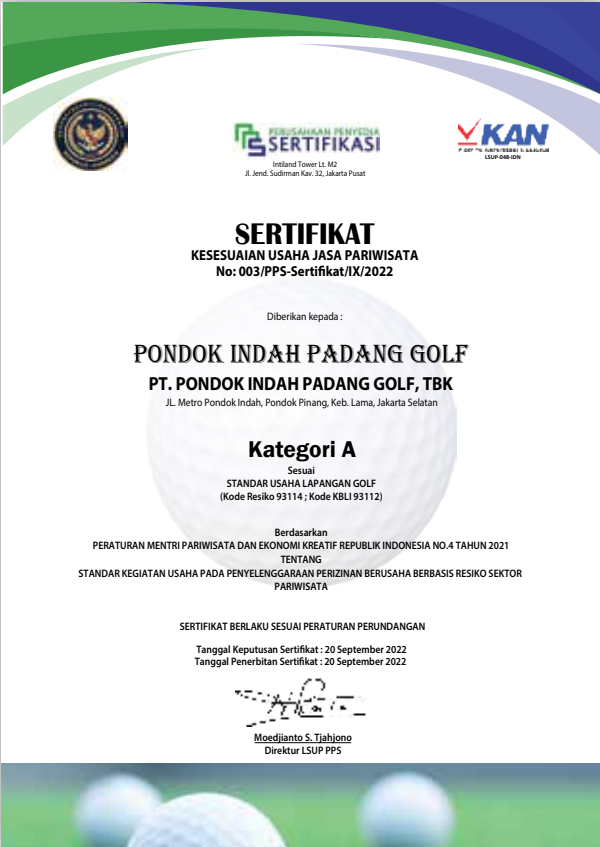 PERUSAHAAN PENYEDIA
SERTIFIKASI
Intiland Tower Lt. M2
Jl. Jend. Sudirman Kav. 32, Jakarta Pusat
KAN
LSUP-048-IDN
SERTIFIKAT
KESESUAIAN USAHA JASA PARIWISATA
No: 003/PPS-Sertifikat/IX/2022
Diberikan kepada :
PONDOK INDAH PADANG GOLF
PT. PONDOK INDAH PADANG GOLF, TBK
JL. Metro Pondok Indah, Pondok Pinang, Keb. Lama, Jakarta Selatan
Kategori A
Sesuai
STANDAR USAHA LAPANGAN GOLF
(Kode Resiko 93114 ; Kode KBLI 93112)
Berdasarkan
PERATURAN MENTRI PARIWISATA DAN EKONOMI KREATIF REPUBLIK INDONESIA NO.4 TAHUN 2021
TENTANG
STANDAR KEGIATAN USAHA PADA PENYELENGGARAAN PERIZINAN BERUSAHA BERBASIS RESIKO SEKTOR
PARIWISATA
SERTIFIKAT BERLAKU SESUAI PERATURAN PERUNDANGAN
Tanggal Keputusan Sertifikat : 20 September 2022
Tanggal Penerbitan Sertifikat : 20 September 2022
Moedjianto S. Tjahjono
Direktur LSUP PPS